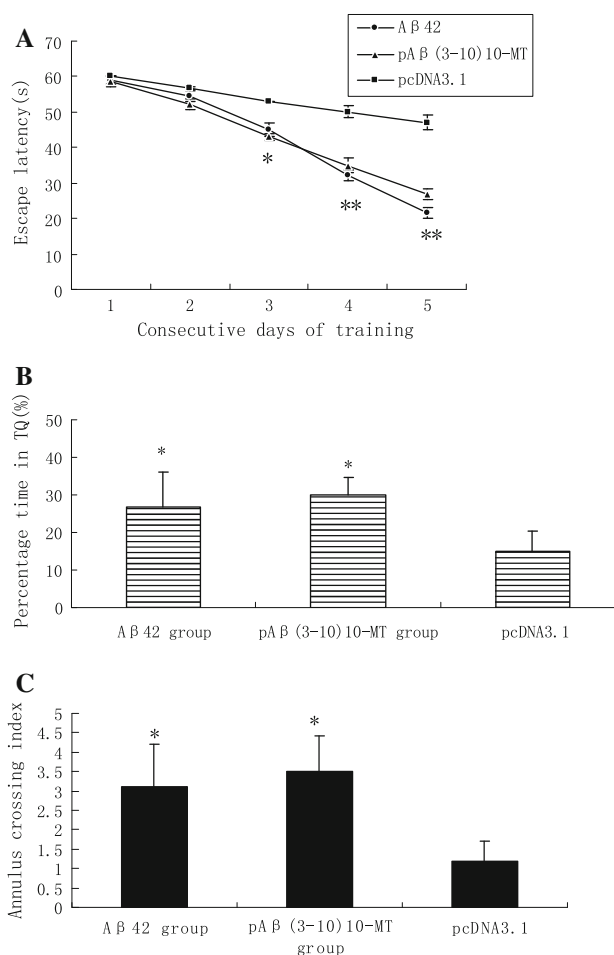 A
Aβ42
pAβ(3-10)10-MT
pcDNA3.1
Escape latency(s)
70
60
50
40
30
20
10
0
*
**
**
1 2 3 4 5
Consecutive days of training
B
Percentage time in TQ(%)
50
40
30
20
10
0
* *
Aβ42 group pAβ(3-10)10-MT group pcDNA3.1
C
Annulus crossing index
5
4.5
4
3.5
3
2.5
2
1.5
1
0.5
0
* *
Aβ42 group pAβ(3-10)10-MT pcDNA3.1
group